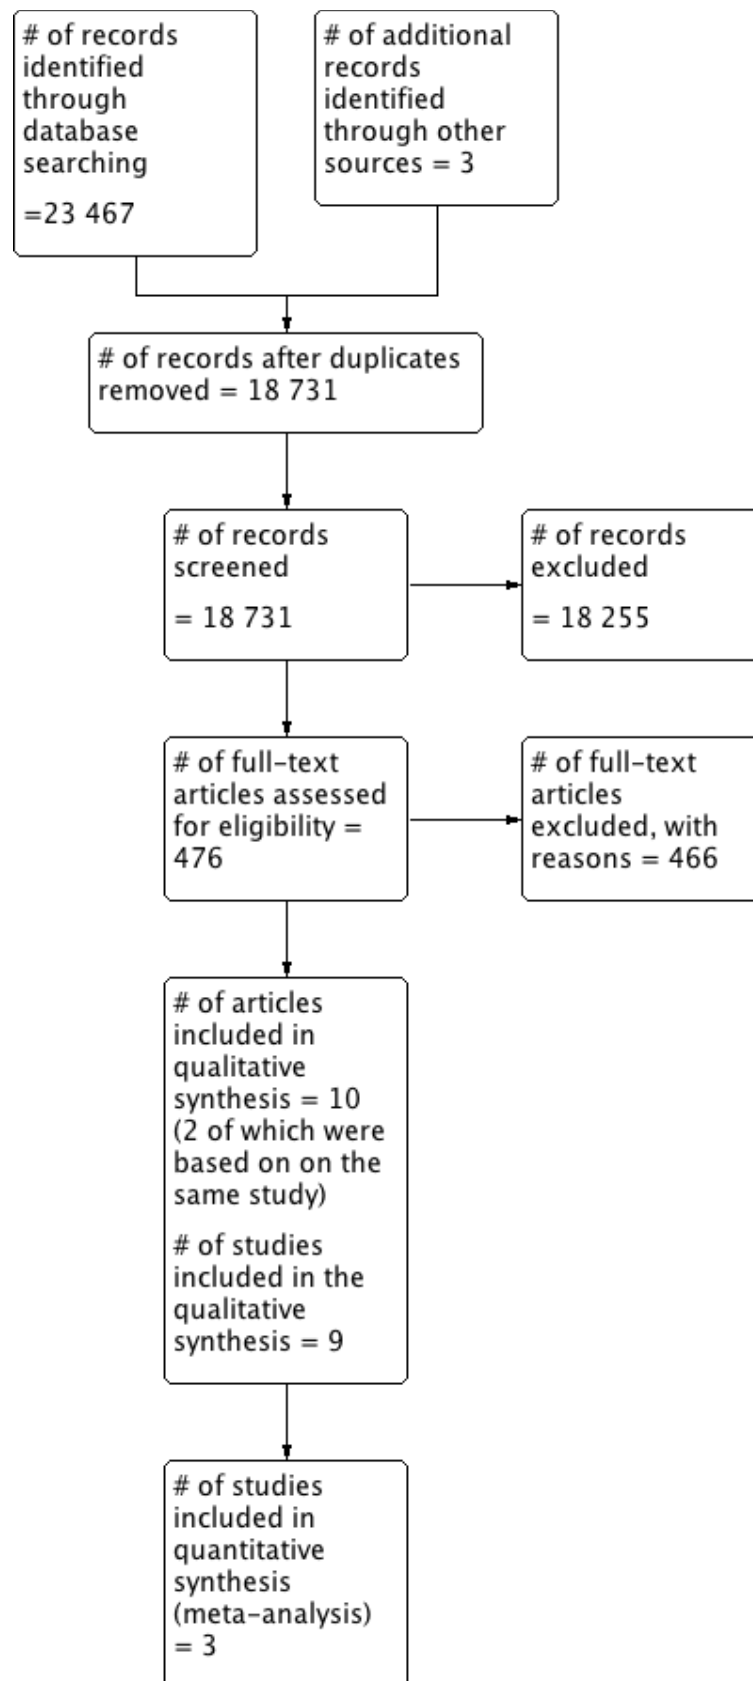 # of records
identified
through
database
searching
=23 467
# of additional
records
identified
through other
sources = 3
# of records after duplicates
removed = 18 731
# of records
screened
= 18 731
# of records
excluded
= 18 255
# of full-text
articles assessed
for eligibility =
476
# of full-text
articles
excluded, with
reasons = 466
# of articles
included in
qualitative
synthesis = 10
(2 of which were
based on on the
same study)
# of studies
included in the
qualitative
synthesis = 9
# of studies
included in
quantitative
synthesis
(meta-analysis)
= 3